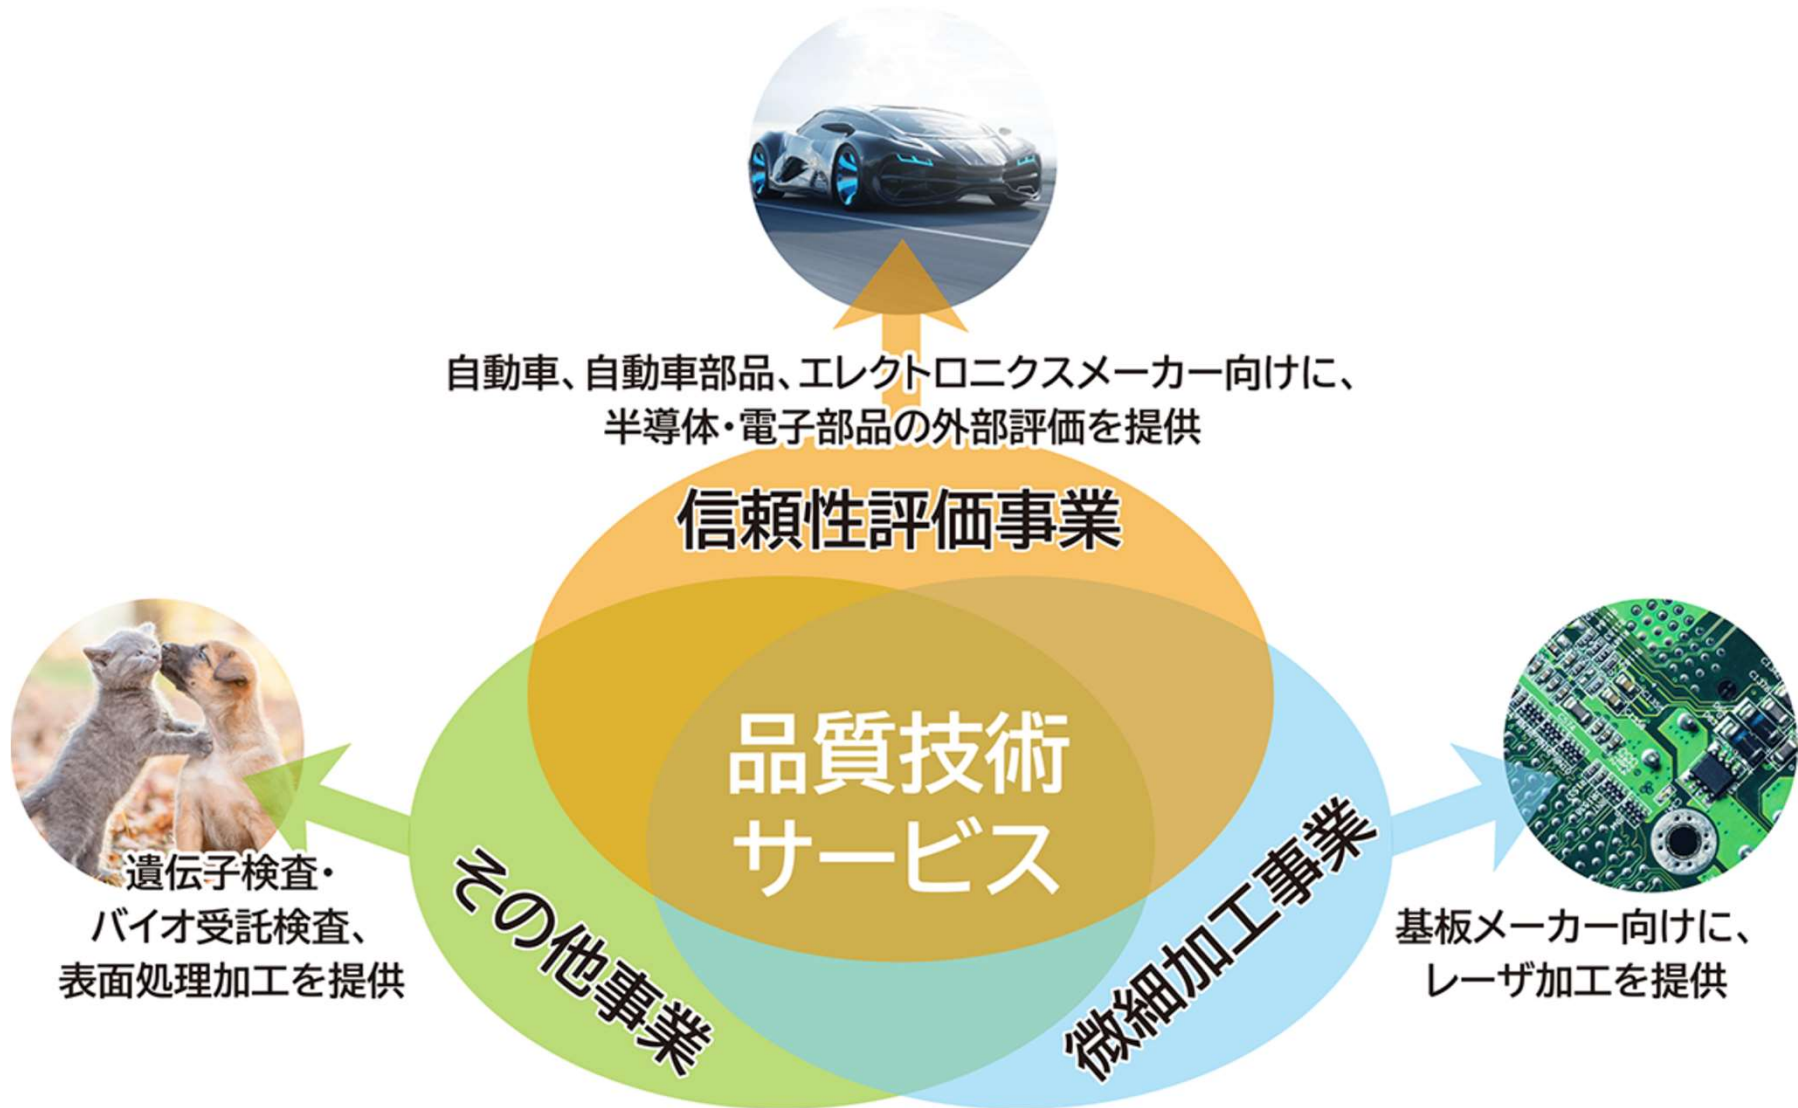 自動車、自動車部品、エレクトロニクスメーカー向けに、
半導体・電子部品の外部評価を提供
信頼性評価事業
品質技術
サービス
その他事業
微細加工事業
遺伝子検査・
バイオ受託検査、
表面処理加工を提供
基板メーカー向けに、
レーザ加工を提供